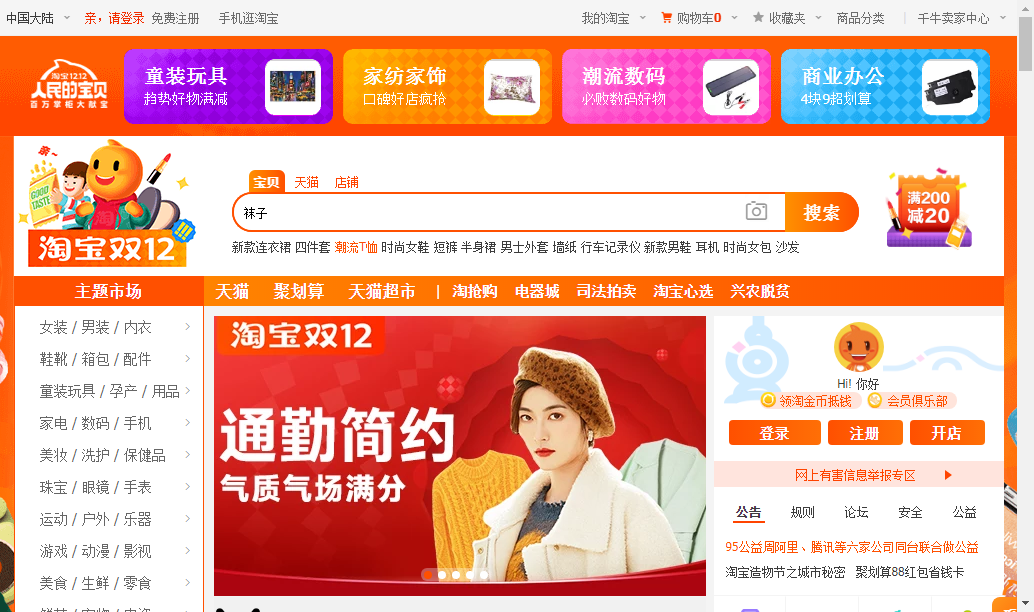 中国大陆 亲，请登录 免费注册 手机逛淘宝 我的淘宝 购物车0 收藏夹 商品分类 千牛卖家中心
淘宝12.12
人民的宝贝
百万掌柜大献宝
童装玩具
趋势好物满减
家纺家饰
口碑好店疯抢
潮流数码
必败数码好物
商业办公
4块9超划算
亲~
GOOD TASTE
淘宝双12
宝贝 天猫 店铺
袜子
搜索
新款连衣裙 四件套 潮流T恤 时尚女鞋 短裤 半身裙 男士外套 墙纸 行车记录仪 新款男鞋 耳机 时尚女包 沙发
满200
减20
主题市场 天猫 聚划算 天猫超市 | 淘抢购 电器城 司法拍卖 淘宝心选 兴农脱贫
女装 / 男装 / 内衣
鞋靴 / 箱包 / 配件
童装玩具 / 孕产 / 用品
家电 / 数码 / 手机
美妆 / 洗护 / 保健品
珠宝 / 眼镜 / 手表
运动 / 户外 / 乐器
游戏 / 动漫 / 影视
美食 / 生鲜 / 零食
淘宝双12
通勤简约
气质气场满分
Hi! 你好
领淘金币抵钱 会员俱乐部
登录 注册 开店
网上有害信息举报专区
公告 规则 论坛 安全 公益
95公益周阿里、腾讯等六家公司同台联合做公益
淘宝造物节之城市秘密 聚划算88红包省钱卡